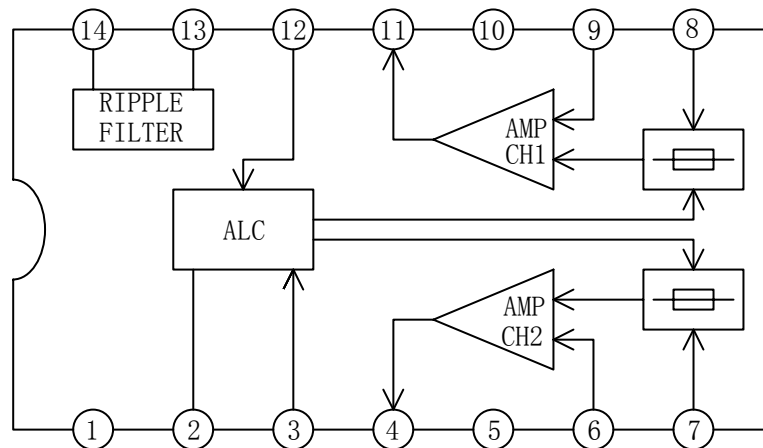 14 13 12 11 10 9 8
RIPPLE
FILTER
AMP
CH1
ALC
AMP
CH2
1 2 3 4 5 6 7